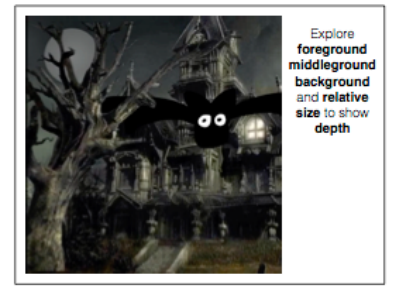 Explore
foreground
middleground
background
and relative
size to show
depth